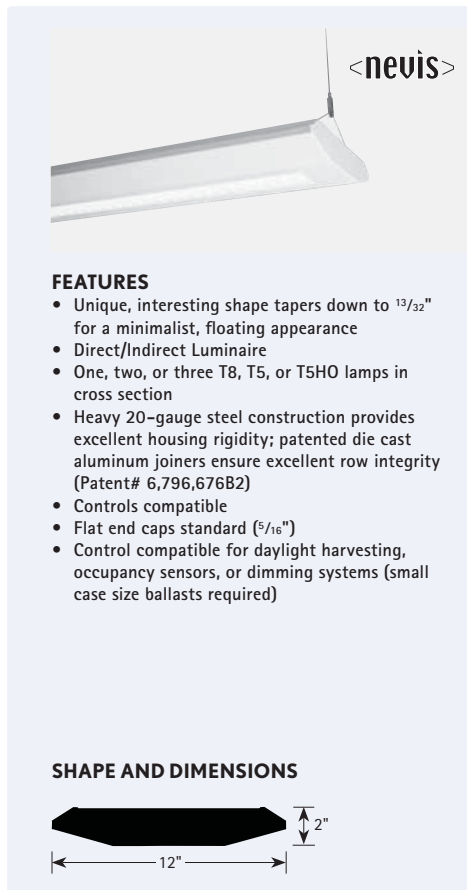 <nevis>
FEATURES
• Unique, interesting shape tapers down to 13/32"
for a minimalist, floating appearance
• Direct/Indirect Luminaire
• One, two, or three T8, T5, or T5HO lamps in
cross section
• Heavy 20-gauge steel construction provides
excellent housing rigidity; patented die cast
aluminum joiners ensure excellent row integrity
(Patent# 6,796,676B2)
• Controls compatible
• Flat end caps standard (5/16")
• Control compatible for daylight harvesting,
occupancy sensors, or dimming systems (small
case size ballasts required)
SHAPE AND DIMENSIONS
2"
12"